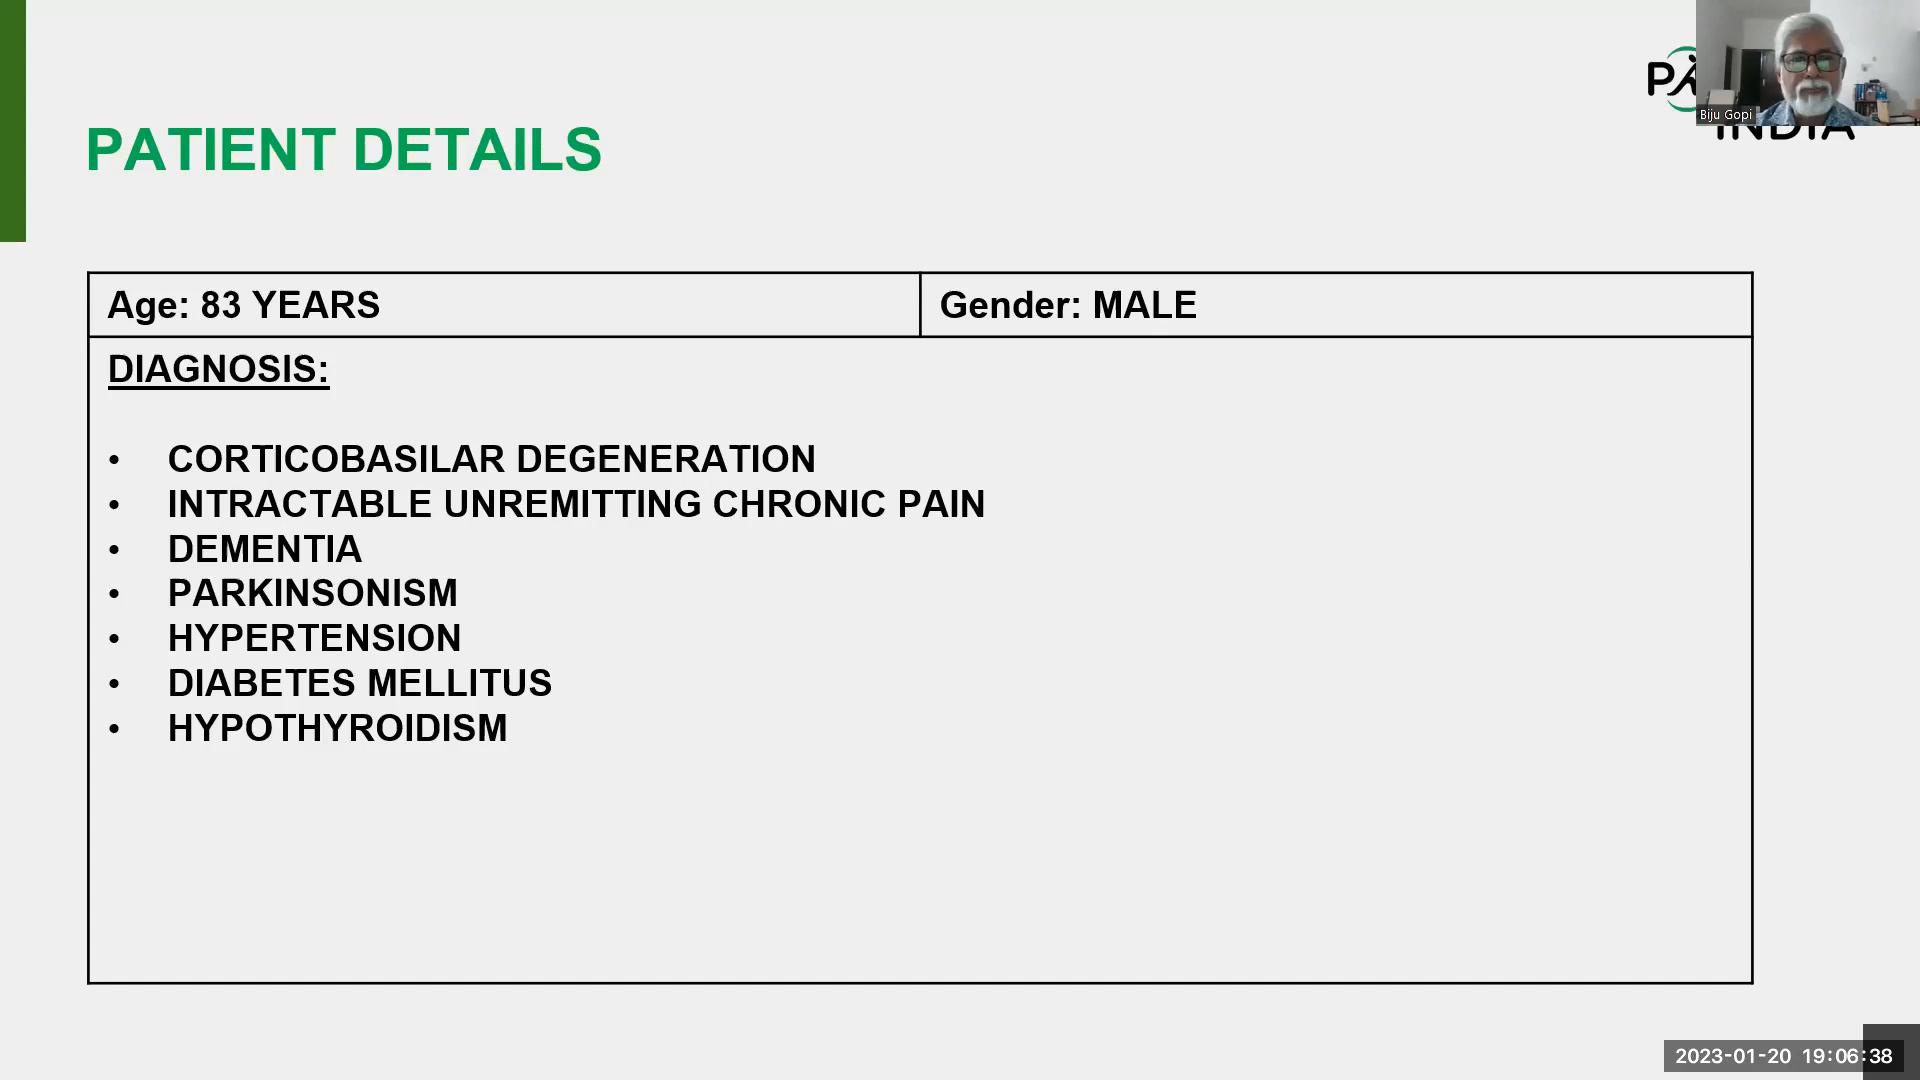 Biju Gopi
INDIA
PATIENT DETAILS
Age: 83 YEARS
Gender: MALE
DIAGNOSIS:
• CORTICOBASILAR DEGENERATION
• INTRACTABLE UNREMITTING CHRONIC PAIN
• DEMENTIA
• PARKINSONISM
• HYPERTENSION
• DIABETES MELLITUS
• HYPOTHYROIDISM
2023-01-20 19:06:38